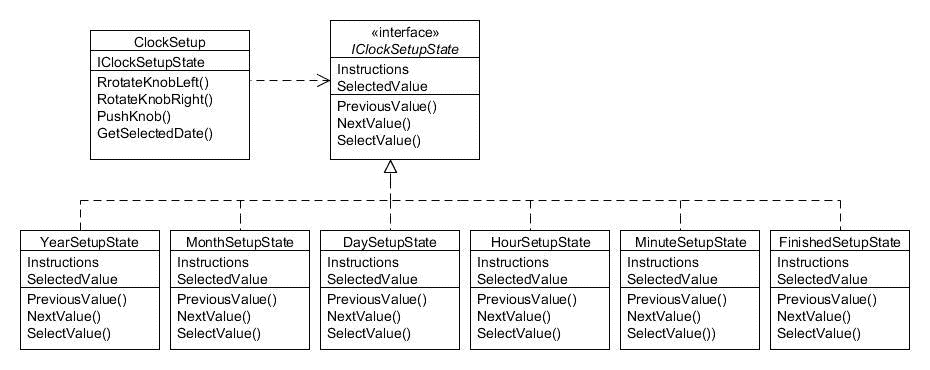 ClockSetup
IClockSetupState
RrotateKnobLeft()
RotateKnobRight()
PushKnob()
GetSelectedDate()
«interface»
IClockSetupState
Instructions
SelectedValue
PreviousValue()
NextValue()
SelectValue()
YearSetupState
Instructions
SelectedValue
PreviousValue()
NextValue()
SelectValue()
MonthSetupState
Instructions
SelectedValue
PreviousValue()
NextValue()
SelectValue()
DaySetupState
Instructions
SelectedValue
PreviousValue()
NextValue()
SelectValue()
HourSetupState
Instructions
SelectedValue
PreviousValue()
NextValue()
SelectValue()
MinuteSetupState
Instructions
SelectedValue
PreviousValue()
NextValue()
SelectValue())
FinishedSetupState
Instructions
SelectedValue
PreviousValue()
NextValue()
SelectValue()